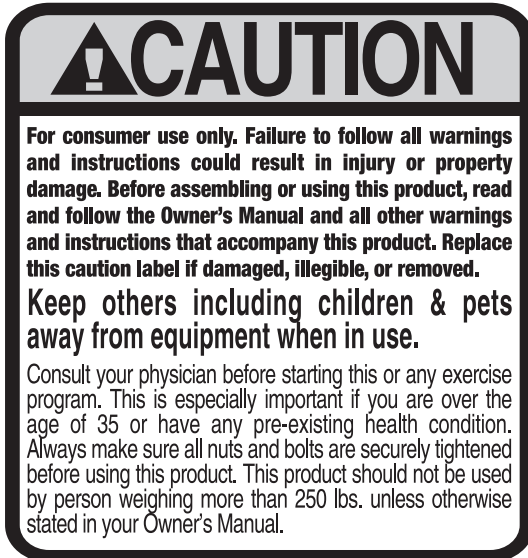 CAUTION
For consumer use only. Failure to follow all warnings
and instructions could result in injury or property
damage. Before assembling or using this product, read
and follow the Owner's Manual and all other warnings
and instructions that accompany this product. Replace
this caution label if damaged, illegible, or removed.
Keep others including children & pets
away from equipment when in use.
Consult your physician before starting this or any exercise
program. This is especially important if you are over the
age of 35 or have any pre-existing health condition.
Always make sure all nuts and bolts are securely tightened
before using this product. This product should not be used
by person weighing more than 250 lbs. unless otherwise
stated in your Owner's Manual.